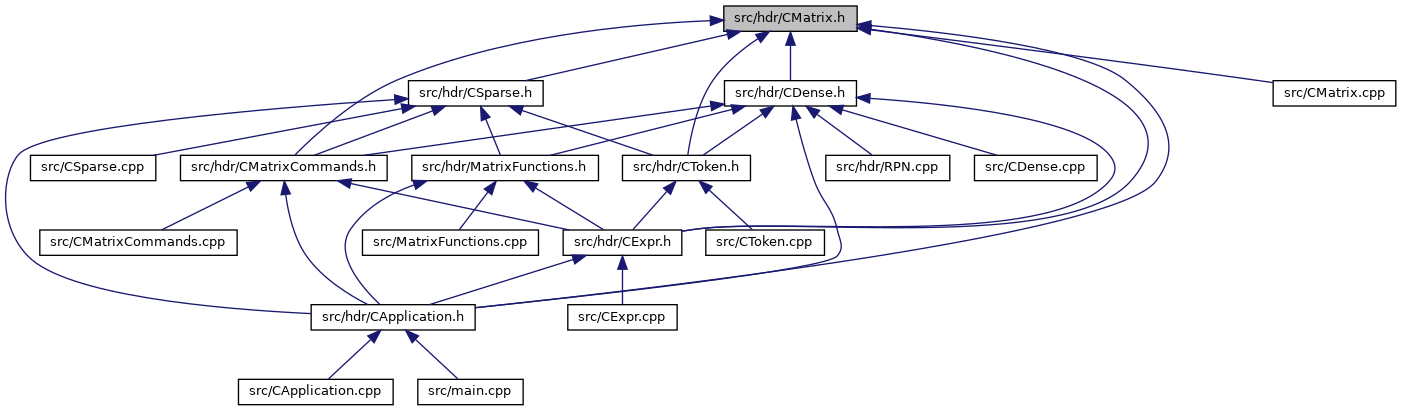 src/hdr/CMatrix.h
src/hdr/CSparse.h
src/hdr/CDense.h
src/CMatrix.cpp
src/CSparse.cpp
src/hdr/CMatrixCommands.h
src/hdr/MatrixFunctions.h
src/hdr/CToken.h
src/hdr/RPN.cpp
src/CDense.cpp
src/CMatrixCommands.cpp
src/MatrixFunctions.cpp
src/hdr/CExpr.h
src/CToken.cpp
src/hdr/CApplication.h
src/CExpr.cpp
src/CApplication.cpp
src/main.cpp